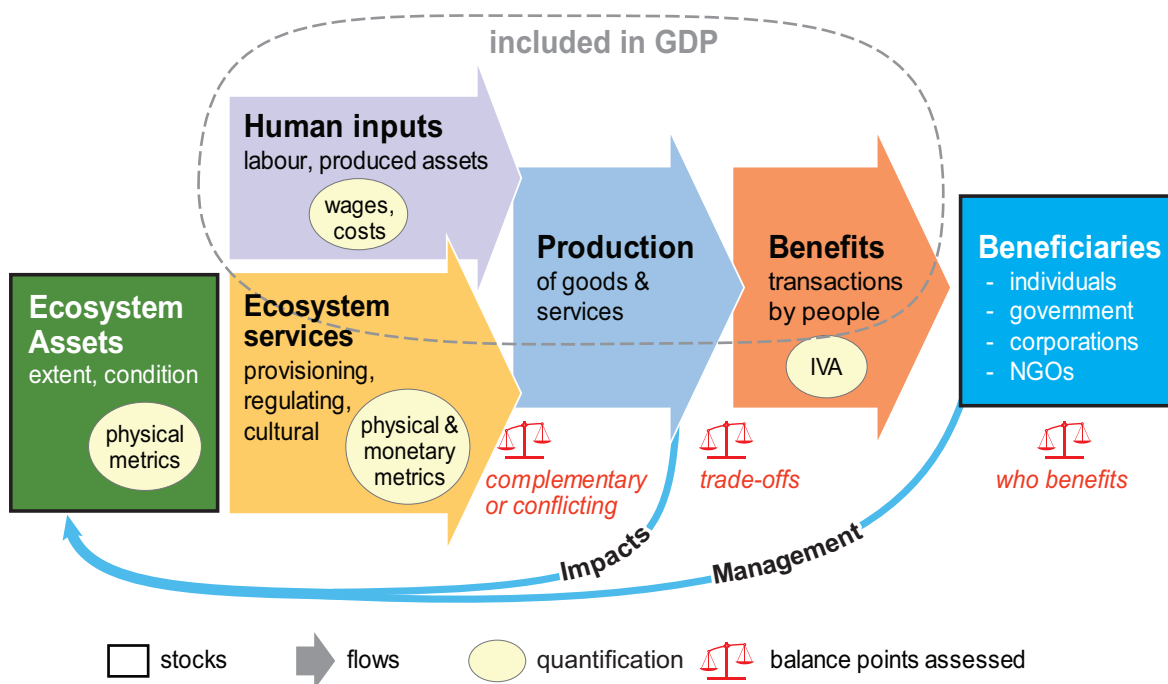 included in GDP
Human inputs
labour, produced assets
wages,
costs
Ecosystem
Assets
extent, condition
physical
metrics
Ecosystem
services
provisioning,
regulating,
cultural
physical &
monetary
metrics
Production
of goods &
services
Benefits
transactions
by people
IVA
Beneficiaries
- individuals
- government
- corporations
- NGOs
complementary
or conflicting
trade-offs
who benefits
Impacts
Management
stocks
flows
quantification
balance points assessed